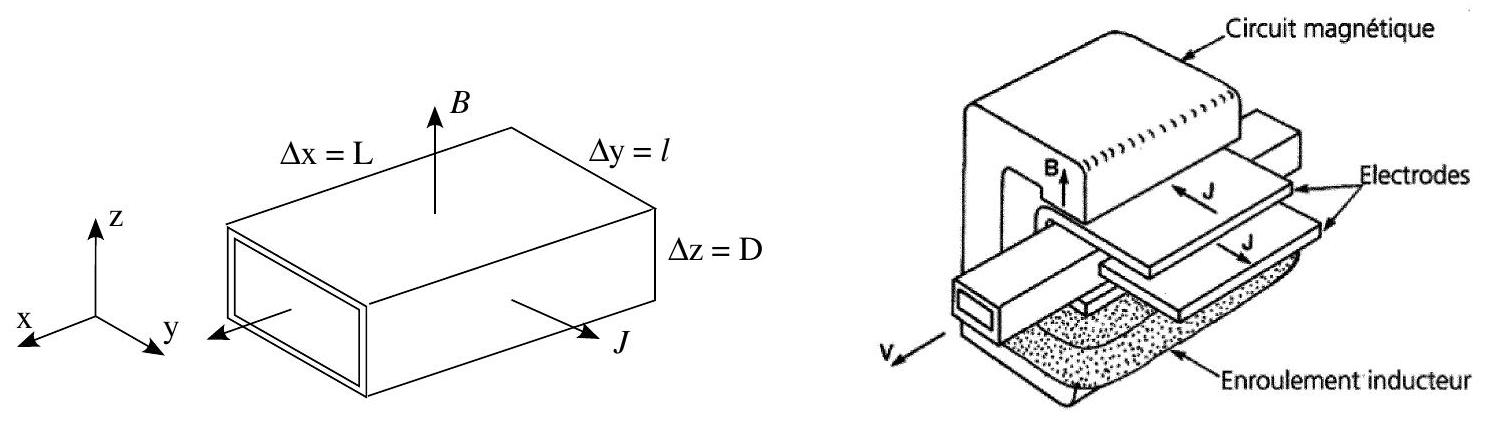 B
Δx = L
Δy = l
z
Δz = D
x
y
J
Circuit magnétique
B
J
Electrodes
J
V
Enroulement inducteur